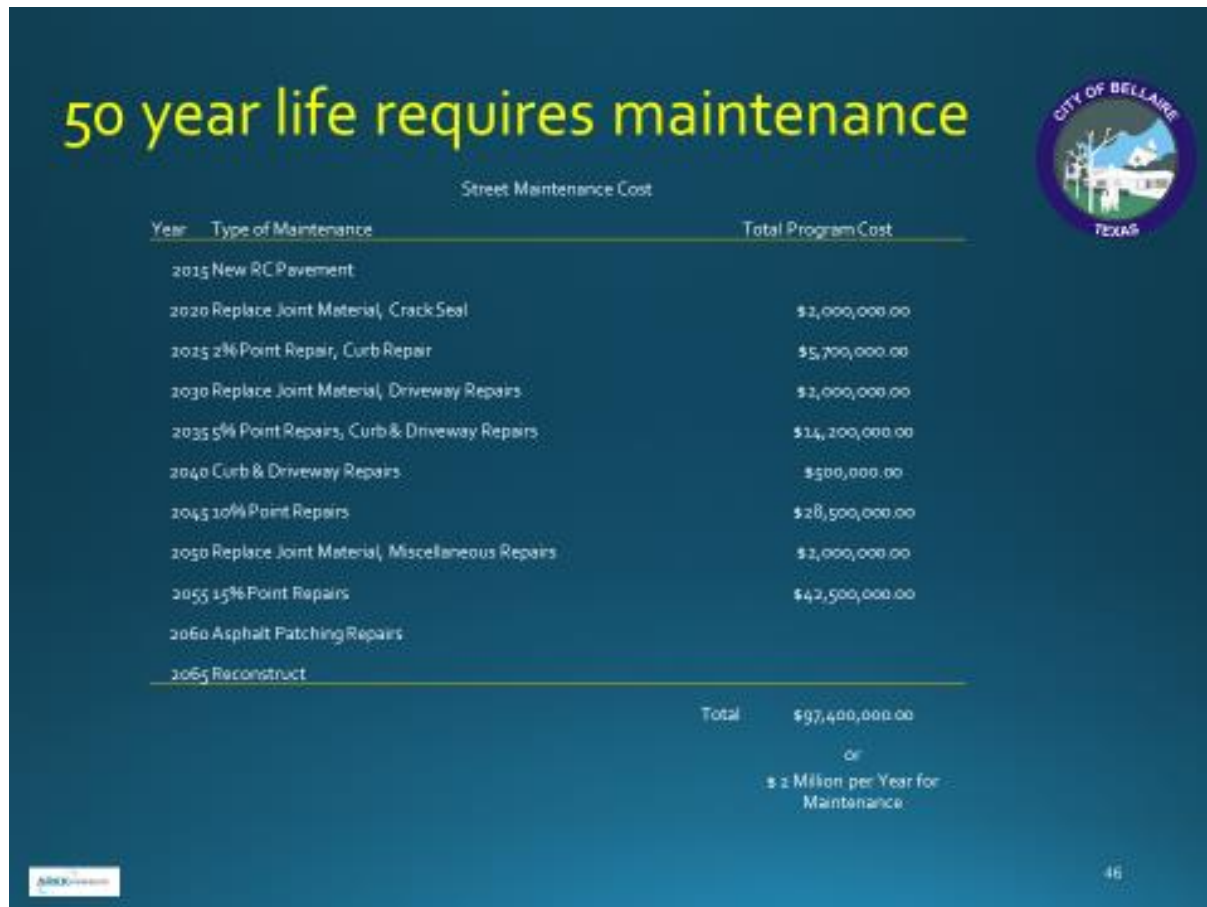 50 year life requires maintenance
CITY OF BELLAIRE
TEXAS
Street Maintenance Cost
Year Type of Maintenance Total Program Cost
2015 New RC Pavement
2020 Replace Joint Material, Crack Seal $2,000,000.00
2025 2% Point Repair, Curb Repair $5,700,000.00
2030 Replace Joint Material, Driveway Repairs $2,000,000.00
2035 5% Point Repairs, Curb & Driveway Repairs $14,200,000.00
2040 Curb & Driveway Repairs $500,000.00
2045 10% Point Repairs $28,500,000.00
2050 Replace Joint Material, Miscellaneous Repairs $2,000,000.00
2055 15% Point Repairs $42,500,000.00
2060 Asphalt Patching Repairs
2065 Reconstruct
Total $97,400,000.00
or
$ 2 Million per Year for
Maintenance
46